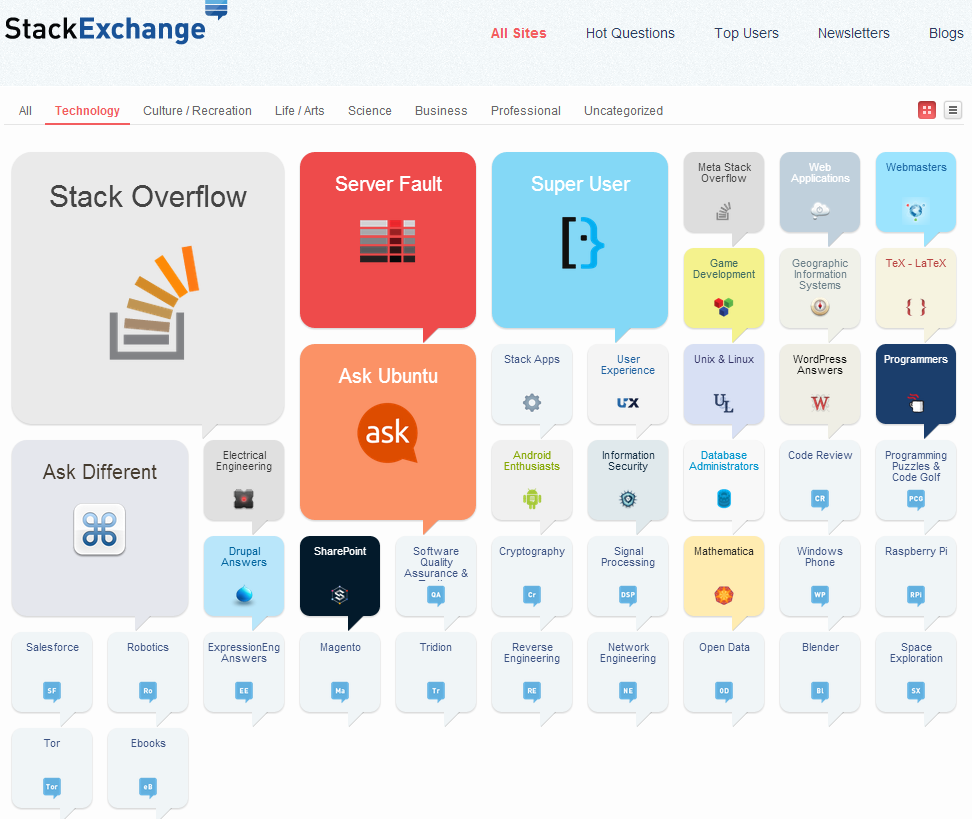 StackExchange
All Sites
Hot Questions
Top Users
Newsletters
Blogs
All
Technology
Culture / Recreation
Life / Arts
Science
Business
Professional
Uncategorized
Stack Overflow
Server Fault
Super User
Meta Stack
Overflow
Web
Applications
Webmasters
Game
Development
Geographic
Information
Systems
TeX - LaTeX
Ask Ubuntu
ask
Stack Apps
User
Experience
UX
Unix & Linux
UL
WordPress
Answers
W
Programmers
Ask Different
Electrical
Engineering
Android
Enthusiasts
Information
Security
Database
Administrators
Code Review
CR
Programming
Puzzles &
Code Golf
PCG
Drupal
Answers
SharePoint
S
Software
Quality
Assurance &
QA
Cryptography
Cr
Signal
Processing
DSP
Mathematica
Windows
Phone
WP
Raspberry Pi
RPi
Salesforce
SF
Robotics
Ro
ExpressionEng
Answers
EE
Magento
Ma
Tridion
Tr
Reverse
Engineering
RE
Network
Engineering
NE
Open Data
OD
Blender
Bl
Space
Exploration
SX
Tor
Tor
Ebooks
eB